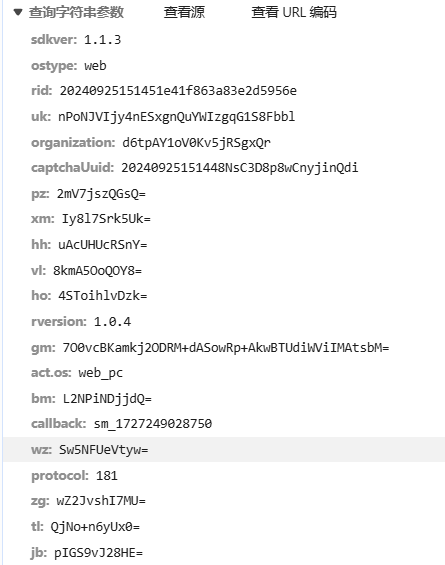 查询字符串参数 查看源 查看 URL 编码
sdkver: 1.1.3
ostype: web
rid: 20240925151451e41f863a83e2d5956e
uk: nPoNJVIjy4nESxgnQuYWIzgqG1S8Fbbl
organization: d6tpAY1oV0Kv5jRSgxQr
captchaUuid: 20240925151448NsC3D8p8wCnyjinQdi
pz: 2mV7jszQGsQ=
xm: Iy8l7Srk5Uk=
hh: uAcUHUcRSnY=
vl: 8kmA5OoQOY8=
ho: 4SToihlvDzk=
rversion: 1.0.4
gm: 7O0vcBKamkj2ODRM+dASowRp+AkwBTUdiWViIMAtsbM=
act.os: web_pc
bm: L2NPiNDjjdQ=
callback: sm_1727249028750
wz: Sw5NFUeVtyw=
protocol: 181
zg: wZ2JvshI7MU=
tl: QjNo+n6yUx0=
jb: pIGS9vJ28HE=